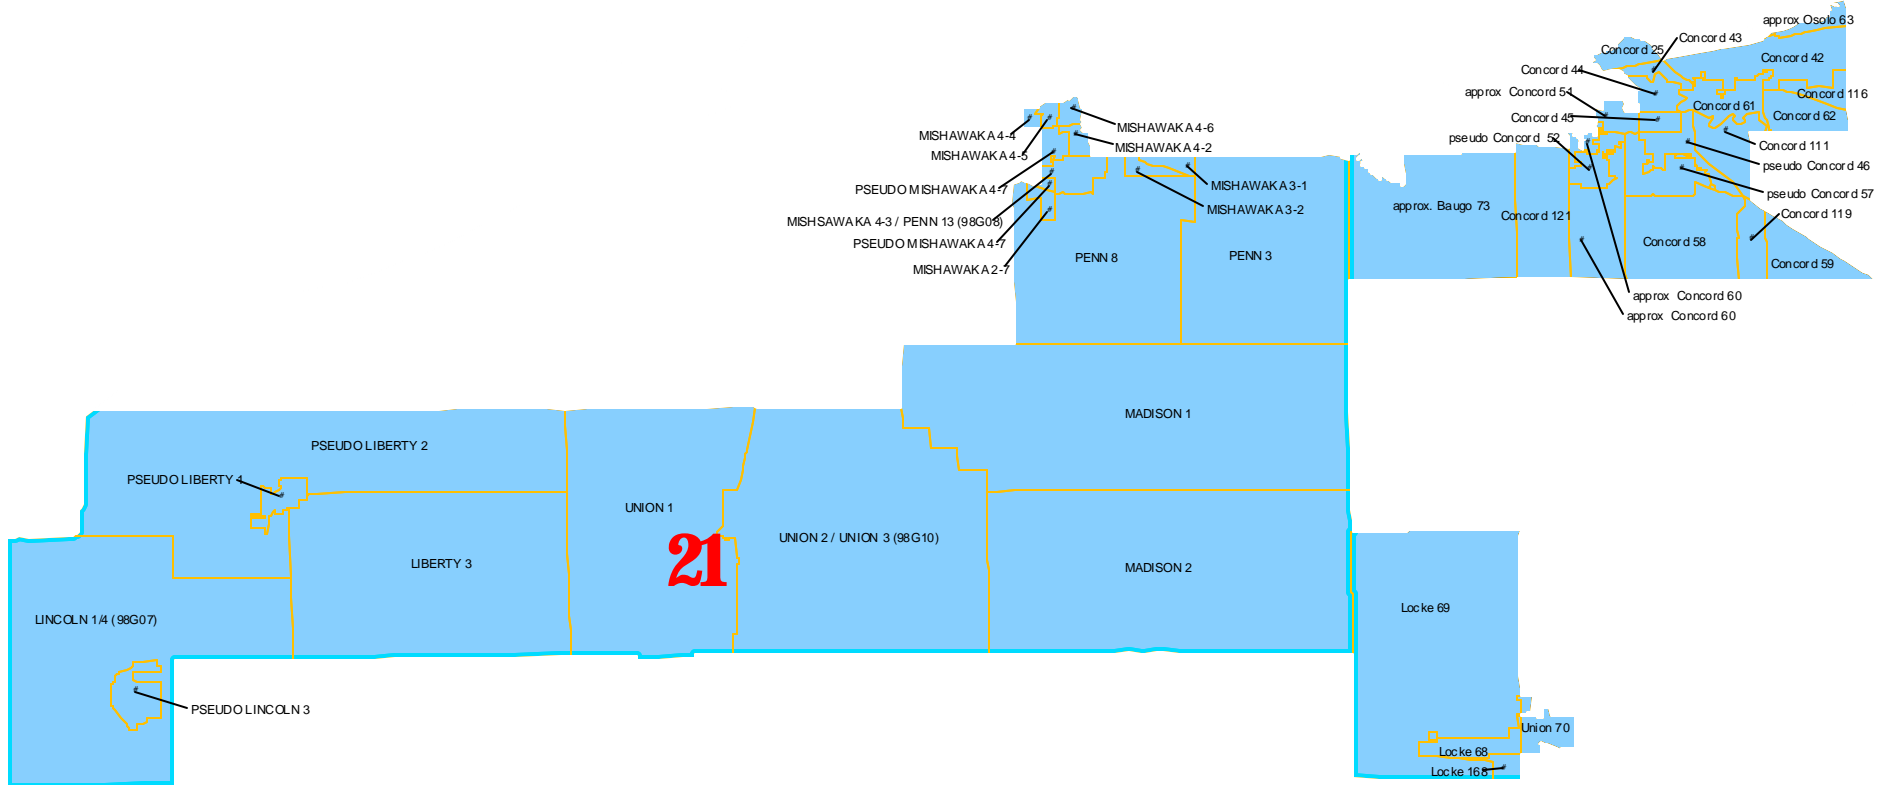 approx Osolo 63
Concord 43
Concord 25
Concord 42
Concord 44
approx Concord 51
Concord 116
Concord 61
Concord 45
Concord 62
pseudo Concord 52
Concord 111
pseudo Concord 46
pseudo Concord 57
Concord 119
approx. Baugo 73
Concord 121
Concord 58
Concord 59
approx Concord 60
approx Concord 60
MISHAWAKA 4-4
MISHAWAKA 4-6
MISHAWAKA 4-5
MISHAWAKA 4-2
PSEUDO MISHAWAKA 4-7
MISHAWAKA 3-1
MISHAWAKA 3-2
MISHSAWAKA 4-3 / PENN 13 (98G08)
PSEUDO MISHAWAKA 4-7
MISHAWAKA 2-7
PENN 8
PENN 3
MADISON 1
PSEUDO LIBERTY 2
PSEUDO LIBERTY 1
UNION 1
21
UNION 2 / UNION 3 (98G10)
LIBERTY 3
MADISON 2
LINCOLN 1/4 (98G07)
PSEUDO LINCOLN 3
Locke 69
Union 70
Locke 68
Locke 168